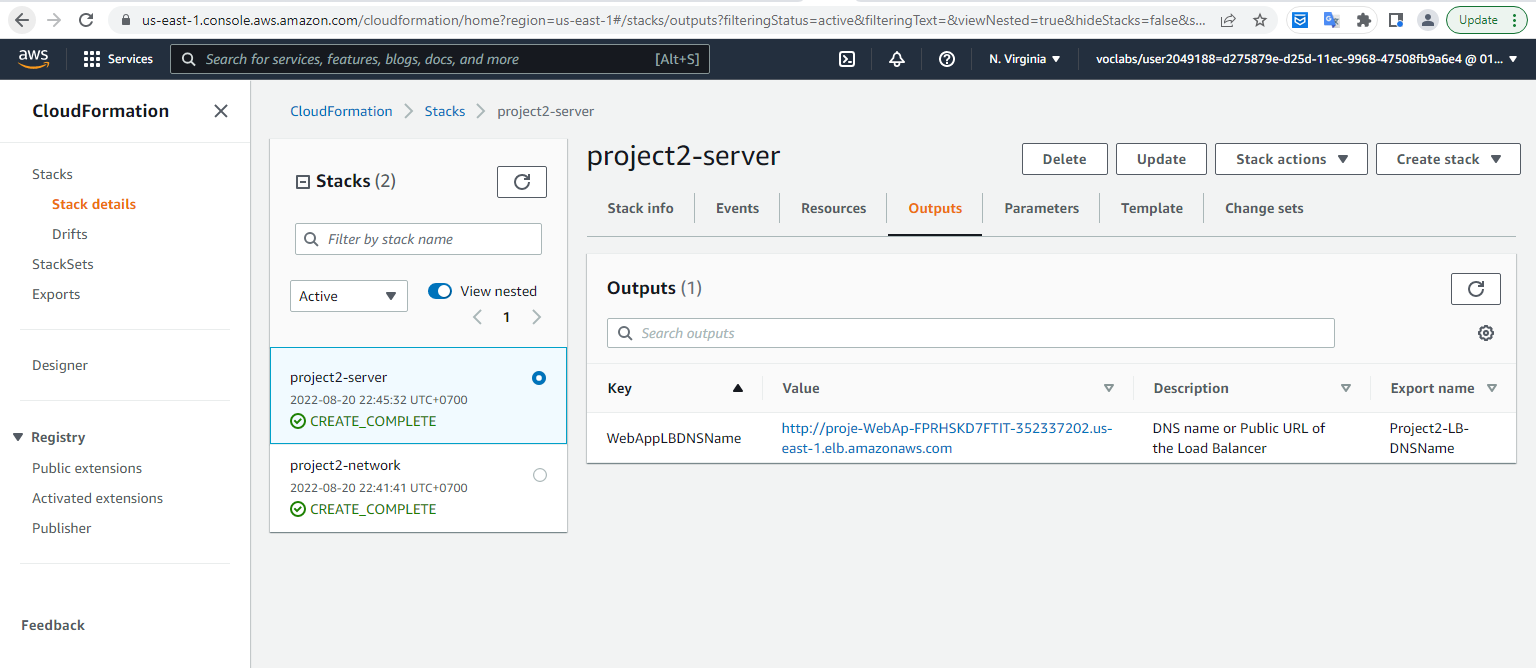 us-east-1.console.aws.amazon.com/cloudformation/home?region=us-east-1#/stacks/outputs?filteringStatus=active&filteringText=&viewNested=true&hideStacks=false&s...
Update
aws
Services
Search for services, features, blogs, docs, and more
[Alt+S]
N. Virginia
voclabs/user2049188=d275879e-d25d-11ec-9968-47508fb9a6e4 @ 01...
CloudFormation
Stacks
Stack details
Drifts
StackSets
Exports
Designer
Registry
Public extensions
Activated extensions
Publisher
Feedback
CloudFormation
Stacks
project2-server
Stacks (2)
Filter by stack name
Active
View nested
1
project2-server
2022-08-20 22:45:32 UTC+0700
CREATE_COMPLETE
project2-network
2022-08-20 22:41:41 UTC+0700
CREATE_COMPLETE
project2-server
Delete
Update
Stack actions
Create stack
Stack info
Events
Resources
Outputs
Parameters
Template
Change sets
Outputs (1)
Search outputs
Key
Value
Description
Export name
WebAppLBDNSName
http://proje-WebAp-FPRHSKD7FTIT-352337202.us-
east-1.elb.amazonaws.com
DNS name or Public URL of
the Load Balancer
Project2-LB-
DNSName